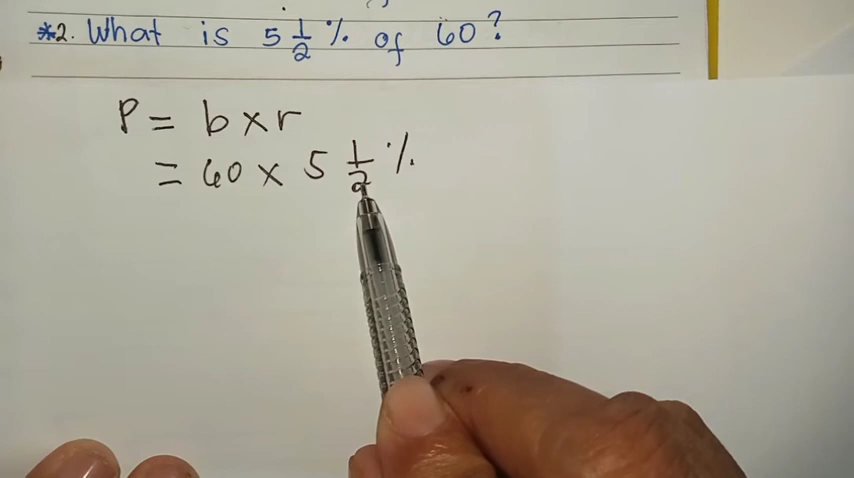 *2. What is 5 1/2 % of 60?
P = b x r
= 60 x 5 1/2 %